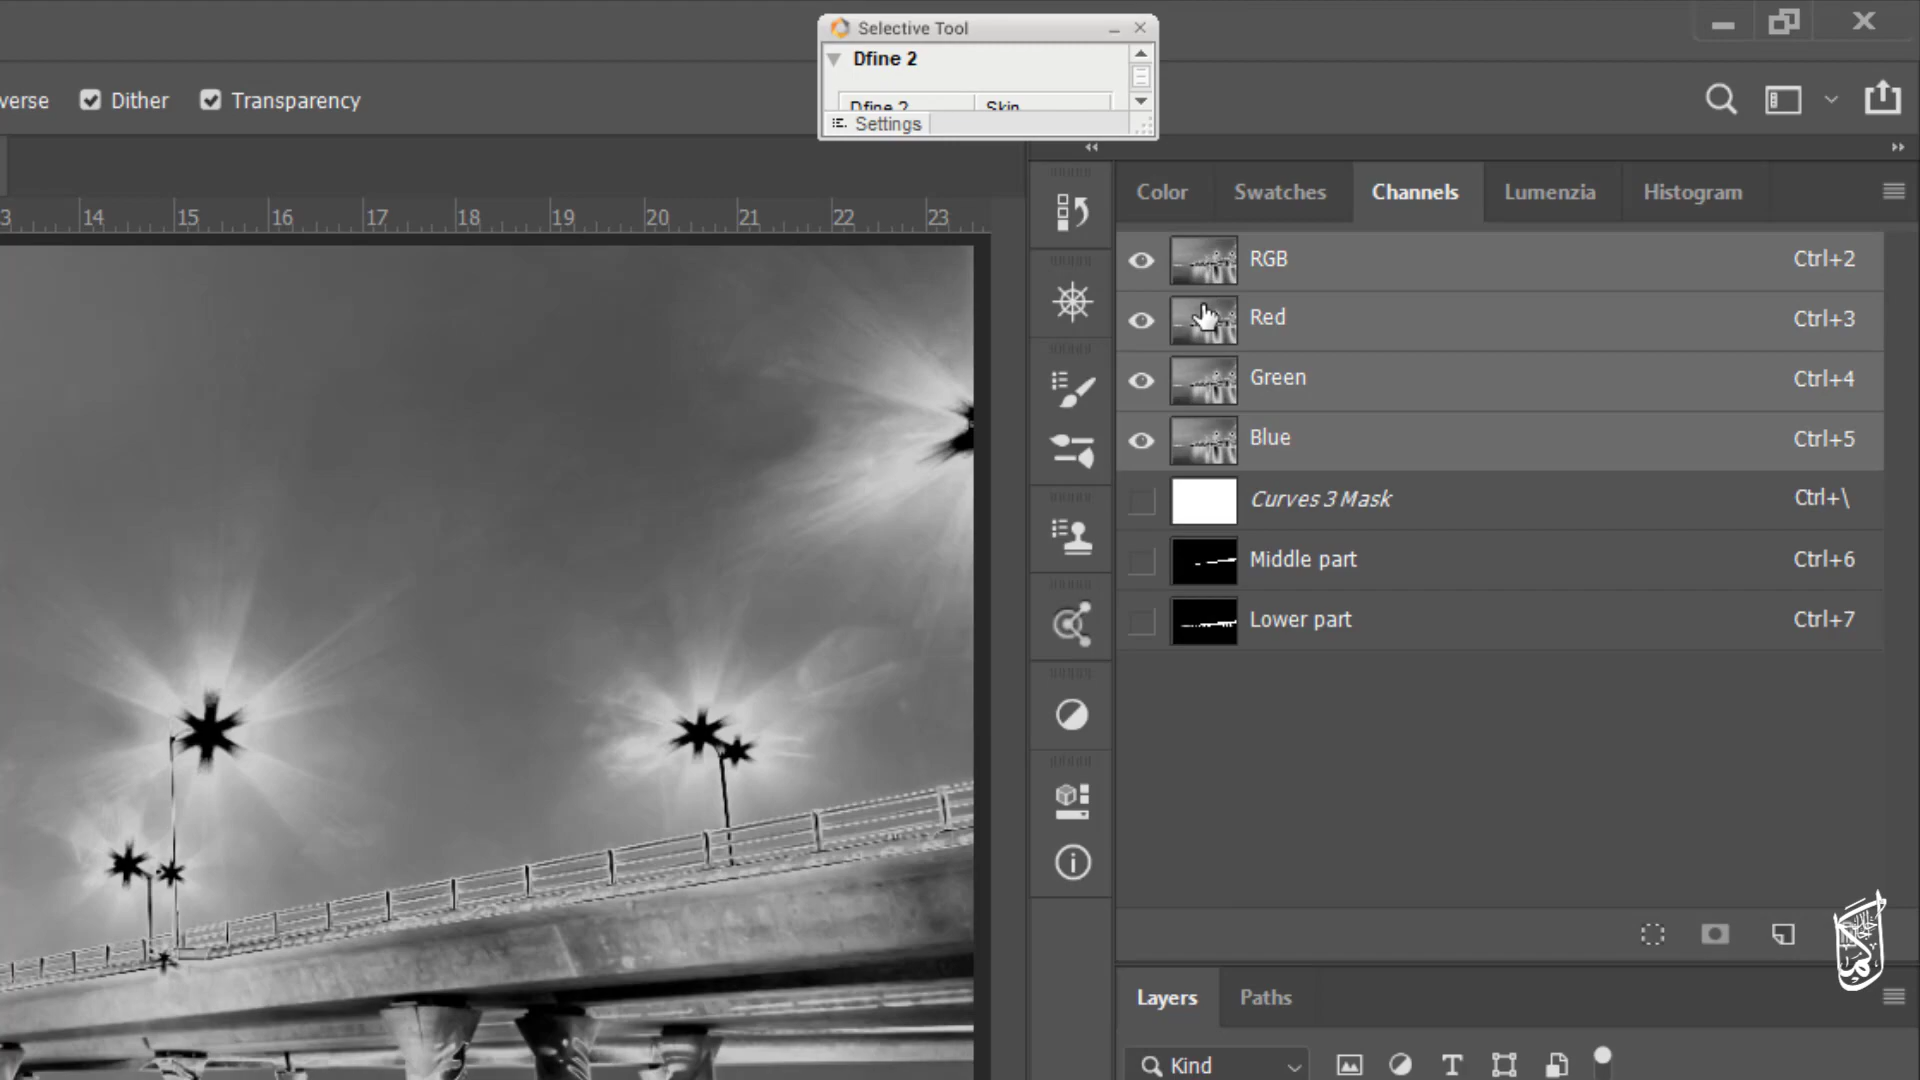 Selective Tool
Dfine 2
Dfine 2 Skin
Settings
verse Dither Transparency
Color Swatches Channels Lumenzia Histogram
3 14 15 16 17 18 19 20 21 22 23
RGB Ctrl+2
Red Ctrl+3
Green Ctrl+4
Blue Ctrl+5
Curves 3 Mask Ctrl+\
Middle part Ctrl+6
Lower part Ctrl+7
Layers Paths
Kind